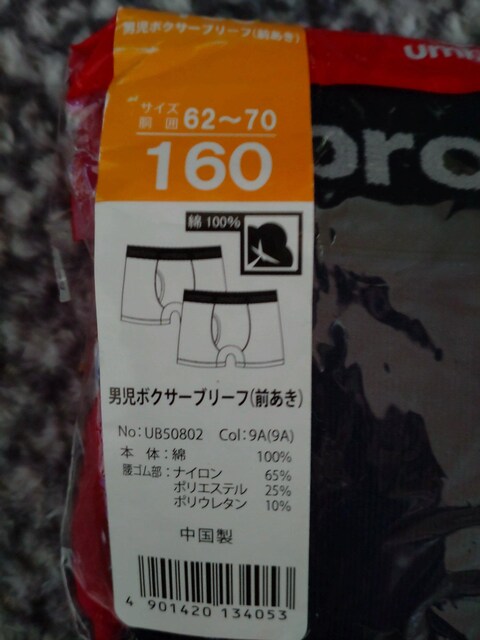 男児ボクサーブリーフ(前あき)
サイズ
胴囲 62～70
160
綿100%
男児ボクサーブリーフ(前あき)
No:UB50802 Col:9A(9A)
本体:綿 100%
腰ゴム部:ナイロン 65%
ポリエステル 25%
ポリウレタン 10%
中国製
4 901420 134053